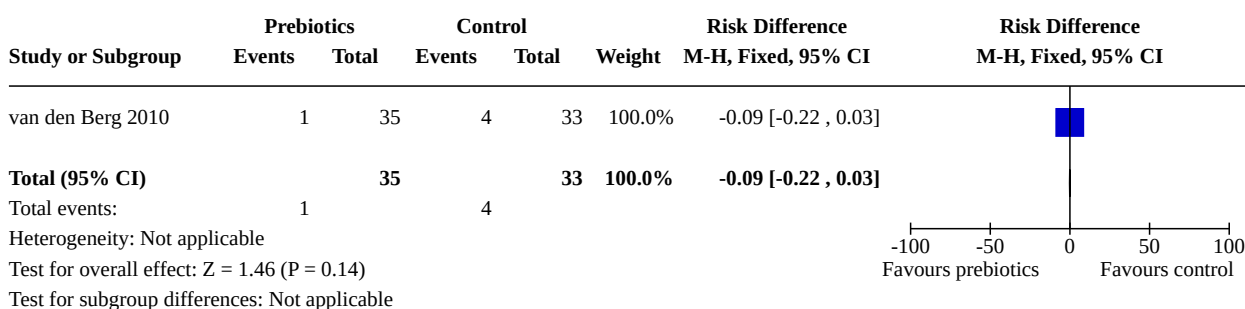 Prebiotics Control Risk Difference Risk Difference
Study or Subgroup Events Total Events Total Weight M-H, Fixed, 95% CI M-H, Fixed, 95% CI
van den Berg 2010 1 35 4 33 100.0% -0.09 [-0.22 , 0.03]
Total (95% CI) 35 33 100.0% -0.09 [-0.22 , 0.03]
Total events: 1 4
Heterogeneity: Not applicable
-100 -50 0 50 100
Test for overall effect: Z = 1.46 (P = 0.14) Favours prebiotics Favours control
Test for subgroup differences: Not applicable